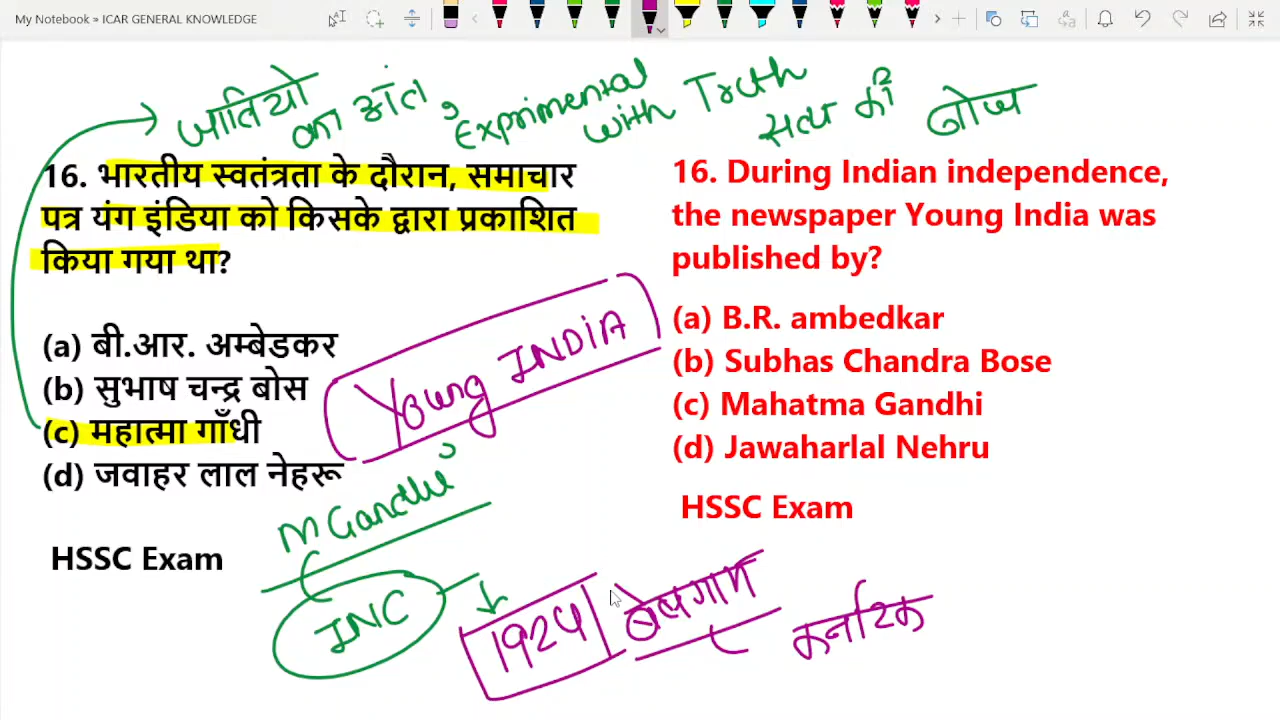 My Notebook » ICAR GENERAL KNOWLEDGE
जातियो का अंत, Exprimental with Truth
सत्य की खोज
16. भारतीय स्वतंत्रता के दौरान, समाचार
पत्र यंग इंडिया को किसके द्वारा प्रकाशित
किया गया था?
(a) बी.आर. अम्बेडकर
(b) सुभाष चन्द्र बोस
(c) महात्मा गाँधी
(d) जवाहर लाल नेहरू
HSSC Exam
Young INDIA
M Gandhi
INC
1924 बेलगाम
कर्नाटक
16. During Indian independence,
the newspaper Young India was
published by?
(a) B.R. ambedkar
(b) Subhas Chandra Bose
(c) Mahatma Gandhi
(d) Jawaharlal Nehru
HSSC Exam